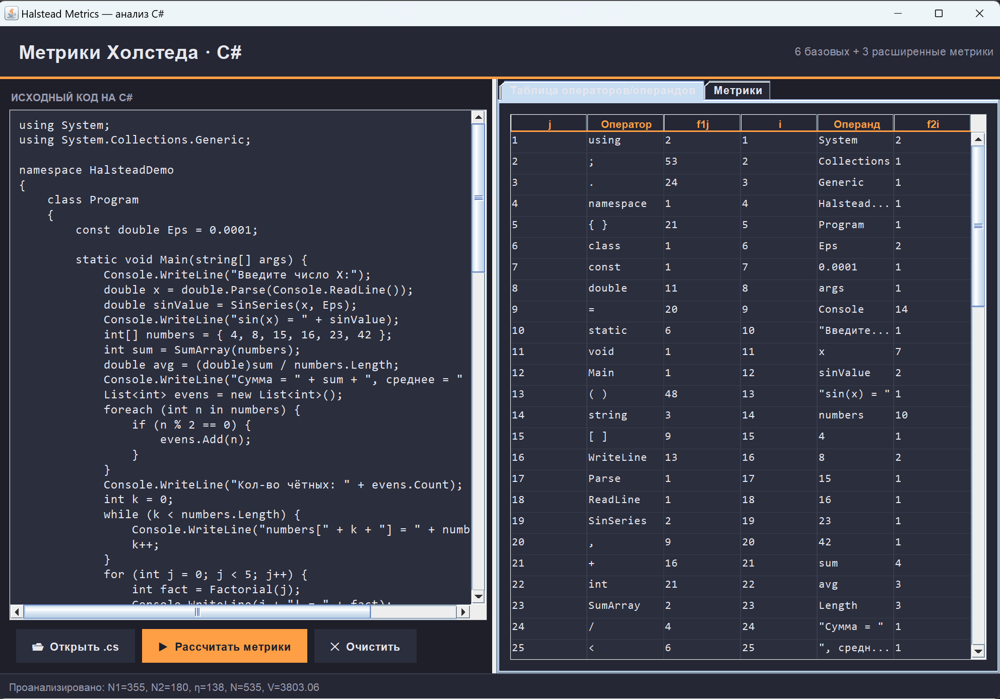 Halstead Metrics — анализ C#
Метрики Холстеда · C#
6 базовых + 3 расширенные метрики
ИСХОДНЫЙ КОД НА C#
using System;
using System.Collections.Generic;
namespace HalsteadDemo
{
class Program
{
const double Eps = 0.0001;
static void Main(string[] args) {
Console.WriteLine("Введите число X:");
double x = double.Parse(Console.ReadLine());
double sinValue = SinSeries(x, Eps);
Console.WriteLine("sin(x) = " + sinValue);
int[] numbers = { 4, 8, 15, 16, 23, 42 };
int sum = SumArray(numbers);
double avg = (double)sum / numbers.Length;
Console.WriteLine("Сумма = " + sum + ", среднее = "
List<int> evens = new List<int>();
foreach (int n in numbers) {
if (n % 2 == 0) {
evens.Add(n);
}
}
Console.WriteLine("Кол-во чётных: " + evens.Count);
int k = 0;
while (k < numbers.Length) {
Console.WriteLine("numbers[" + k + "] = " + numb
k++;
}
for (int j = 0; j < 5; j++) {
int fact = Factorial(j);
Console.WriteLine(j + "! = " + fact);
Открыть .cs
Рассчитать метрики
Очистить
Таблица операторов/операндов
Метрики
j Оператор f1j i Операнд f2i
1 using 2 1 System 2
2 ; 53 2 Collections 1
3 . 24 3 Generic 1
4 namespace 1 4 Halstead... 1
5 { } 21 5 Program 1
6 class 1 6 Eps 2
7 const 1 7 0.0001 1
8 double 11 8 args 1
9 = 20 9 Console 14
10 static 6 10 "Введите... 1
11 void 1 11 x 7
12 Main 1 12 sinValue 2
13 ( ) 48 13 "sin(x) = " 1
14 string 3 14 numbers 10
15 [ ] 9 15 4 1
16 WriteLine 13 16 8 2
17 Parse 1 17 15 1
18 ReadLine 1 18 16 1
19 SinSeries 2 19 23 1
20 , 9 20 42 1
21 + 16 21 sum 4
22 int 21 22 avg 3
23 SumArray 2 23 Length 3
24 / 4 24 "Сумма = " 1
25 < 6 25 ", средн... 1
Проанализировано: N1=355, N2=180, η=138, N=535, V=3803.06